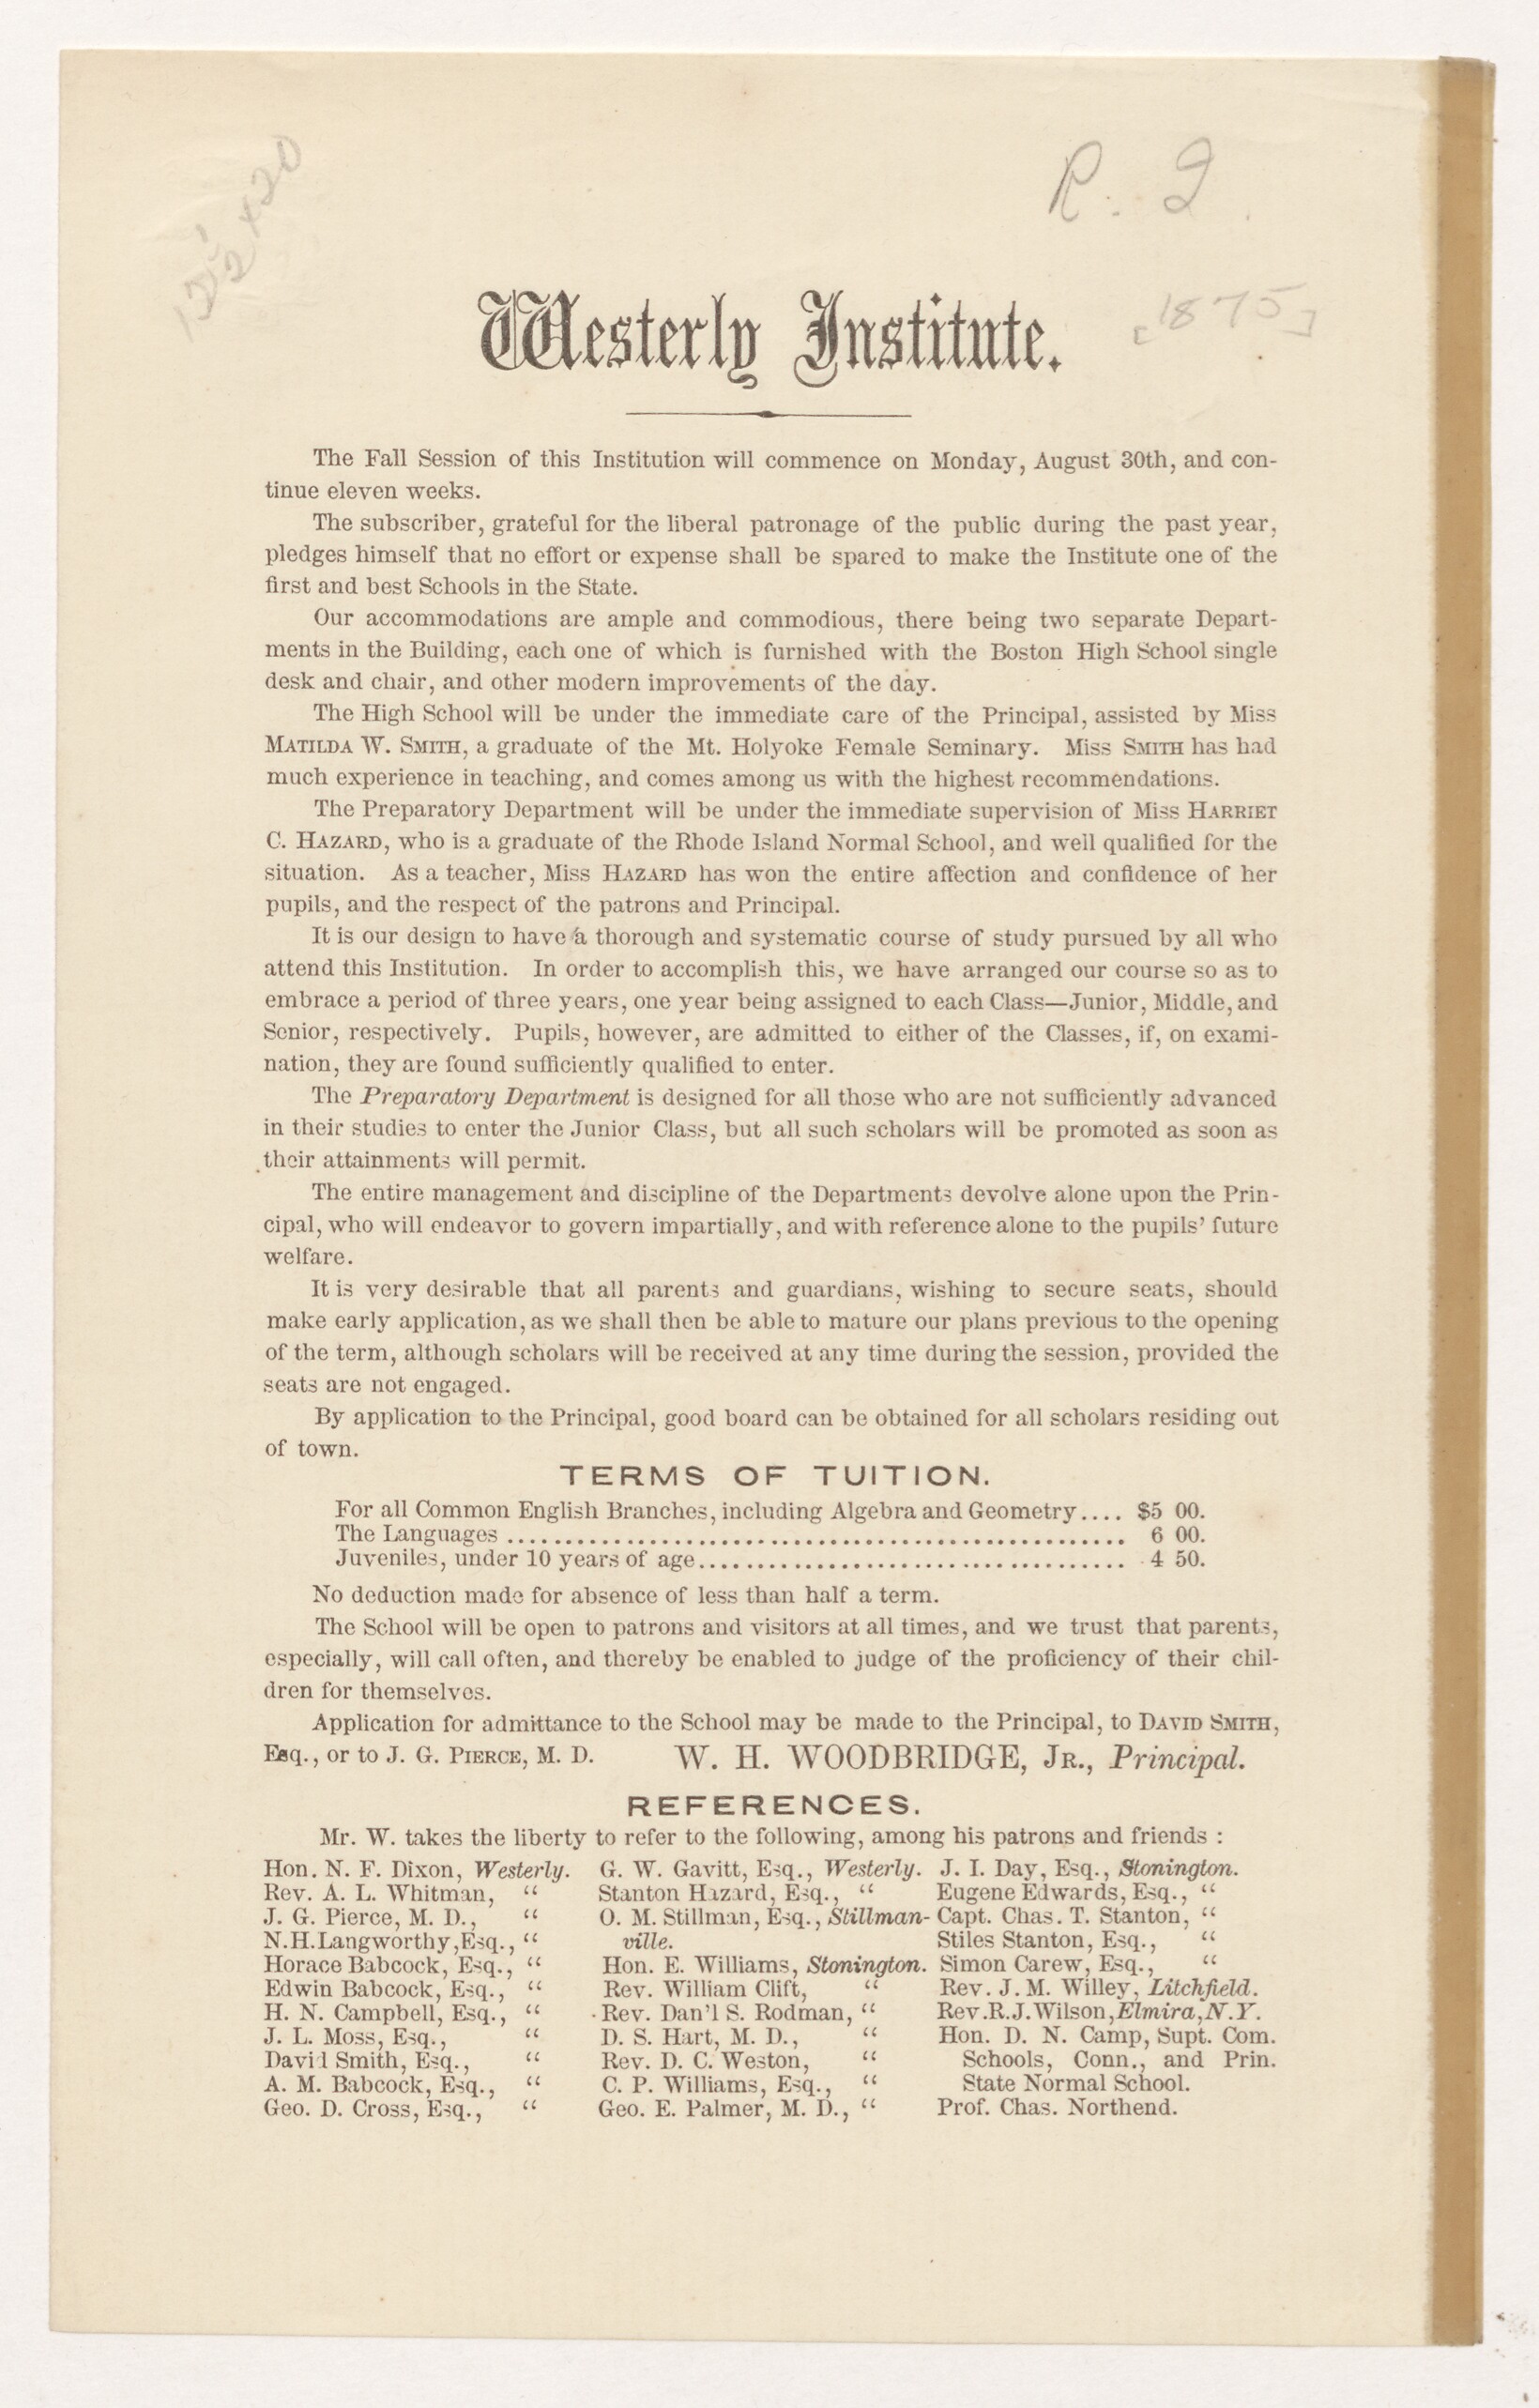 12½ x 20
R. 2.
[1875]
Westerly Institute.
The Fall Session of this Institution will commence on Monday, August 30th, and con-
tinue eleven weeks.
The subscriber, grateful for the liberal patronage of the public during the past year,
pledges himself that no effort or expense shall be spared to make the Institute one of the
first and best Schools in the State.
Our accommodations are ample and commodious, there being two separate Depart-
ments in the Building, each one of which is furnished with the Boston High School single
desk and chair, and other modern improvements of the day.
The High School will be under the immediate care of the Principal, assisted by Miss
MATILDA W. SMITH, a graduate of the Mt. Holyoke Female Seminary. Miss SMITH has had
much experience in teaching, and comes among us with the highest recommendations.
The Preparatory Department will be under the immediate supervision of Miss HARRIET
C. HAZARD, who is a graduate of the Rhode Island Normal School, and well qualified for the
situation. As a teacher, Miss HAZARD has won the entire affection and confidence of her
pupils, and the respect of the patrons and Principal.
It is our design to have a thorough and systematic course of study pursued by all who
attend this Institution. In order to accomplish this, we have arranged our course so as to
embrace a period of three years, one year being assigned to each Class—Junior, Middle, and
Senior, respectively. Pupils, however, are admitted to either of the Classes, if, on exami-
nation, they are found sufficiently qualified to enter.
The Preparatory Department is designed for all those who are not sufficiently advanced
in their studies to enter the Junior Class, but all such scholars will be promoted as soon as
their attainments will permit.
The entire management and discipline of the Departments devolve alone upon the Prin-
cipal, who will endeavor to govern impartially, and with reference alone to the pupils' future
welfare.
It is very desirable that all parents and guardians, wishing to secure seats, should
make early application, as we shall then be able to mature our plans previous to the opening
of the term, although scholars will be received at any time during the session, provided the
seats are not engaged.
By application to the Principal, good board can be obtained for all scholars residing out
of town.
TERMS OF TUITION.
For all Common English Branches, including Algebra and Geometry.... $5 00.
The Languages .................................................... 6 00.
Juveniles, under 10 years of age.................................... 4 50.
No deduction made for absence of less than half a term.
The School will be open to patrons and visitors at all times, and we trust that parents,
especially, will call often, and thereby be enabled to judge of the proficiency of their chil-
dren for themselves.
Application for admittance to the School may be made to the Principal, to DAVID SMITH,
Esq., or to J. G. PIERCE, M. D. W. H. WOODBRIDGE, JR., Principal.
REFERENCES.
Mr. W. takes the liberty to refer to the following, among his patrons and friends :
Hon. N. F. Dixon, Westerly.
Rev. A. L. Whitman, "
J. G. Pierce, M. D., "
N.H.Langworthy,Esq., "
Horace Babcock, Esq., "
Edwin Babcock, Esq., "
H. N. Campbell, Esq., "
J. L. Moss, Esq., "
David Smith, Esq., "
A. M. Babcock, Esq., "
Geo. D. Cross, Esq., "
G. W. Gavitt, Esq., Westerly.
Stanton Hazard, Esq., "
O. M. Stillman, Esq., Stillman-
ville.
Hon. E. Williams, Stonington.
Rev. William Clift, "
Rev. Dan'l S. Rodman, "
D. S. Hart, M. D., "
Rev. D. C. Weston, "
C. P. Williams, Esq., "
Geo. E. Palmer, M. D., "
J. I. Day, Esq., Stonington.
Eugene Edwards, Esq., "
Capt. Chas. T. Stanton, "
Stiles Stanton, Esq., "
Simon Carew, Esq., "
Rev. J. M. Willey, Litchfield.
Rev.R.J.Wilson,Elmira,N.Y.
Hon. D. N. Camp, Supt. Com.
Schools, Conn., and Prin.
State Normal School.
Prof. Chas. Northend.